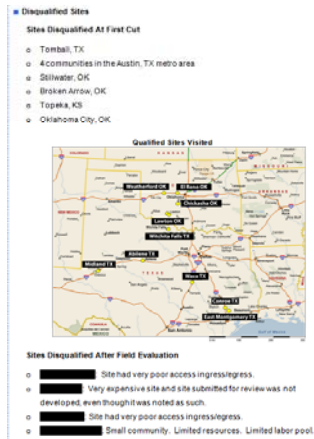 Disqualified Sites
Sites Disqualified At First Cut
Tomball, TX
4 communities in the Austin, TX metro area
Stillwater, OK
Broken Arrow, OK
Topeka, KS
Oklahoma City, OK
Qualified Sites Visited
Weatherford OK
El Reno OK
Chickasha OK
Lawton OK
Wichita Falls TX
Abilene TX
Midland TX
Waco TX
Conroe TX
East Montgomery TX
TEXAS
San Antonio
Sites Disqualified After Field Evaluation
: Site had very poor access ingress/egress.
: Very expensive site and site submitted for review was not
developed, even though it was noted as such.
: Site had very poor access ingress/egress.
: Small community. Limited resources. Limited labor pool.